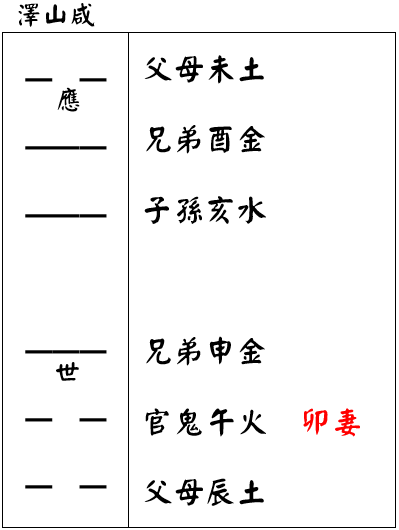 澤山咸
父母未土
應
兄弟酉金
子孫亥水
兄弟申金
世
官鬼午火 卯妻
父母辰土